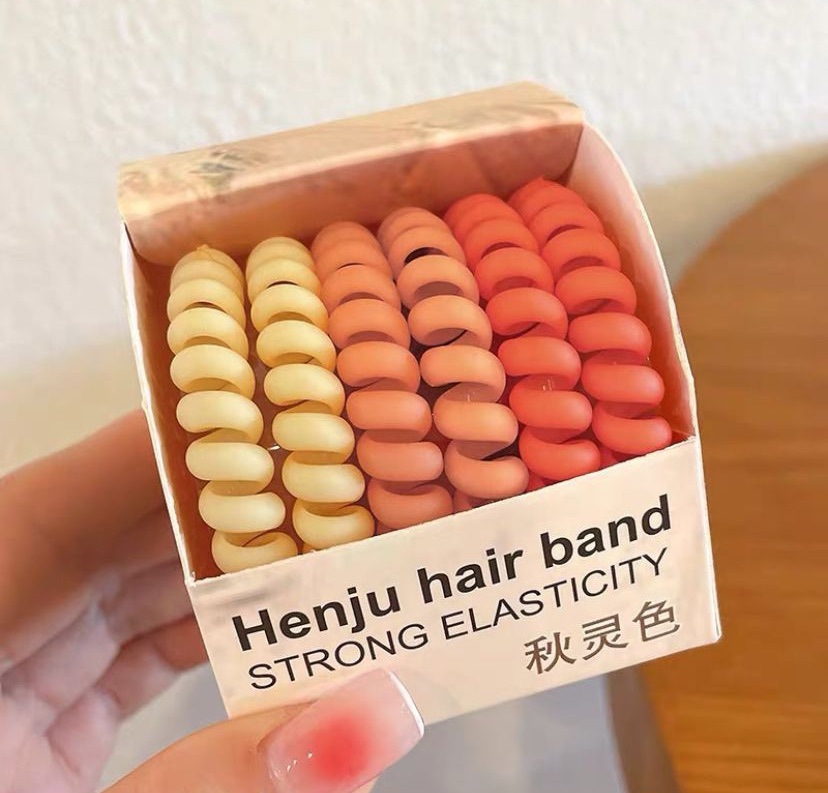 Henju hair band
STRONG ELASTICITY
秋灵色